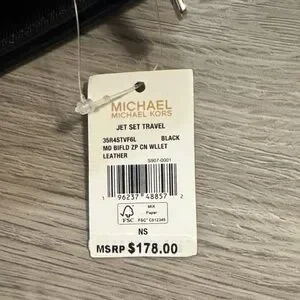 MICHAEL
MICHAEL KORS
JET SET TRAVEL
35R4STVF6L BLACK
MD BIFLD ZP CN WLLET
LEATHER
S907-0001
1 96237 48857 2
MIX
Paper
FSC FSC® C012345
NS
MSRP $178.00